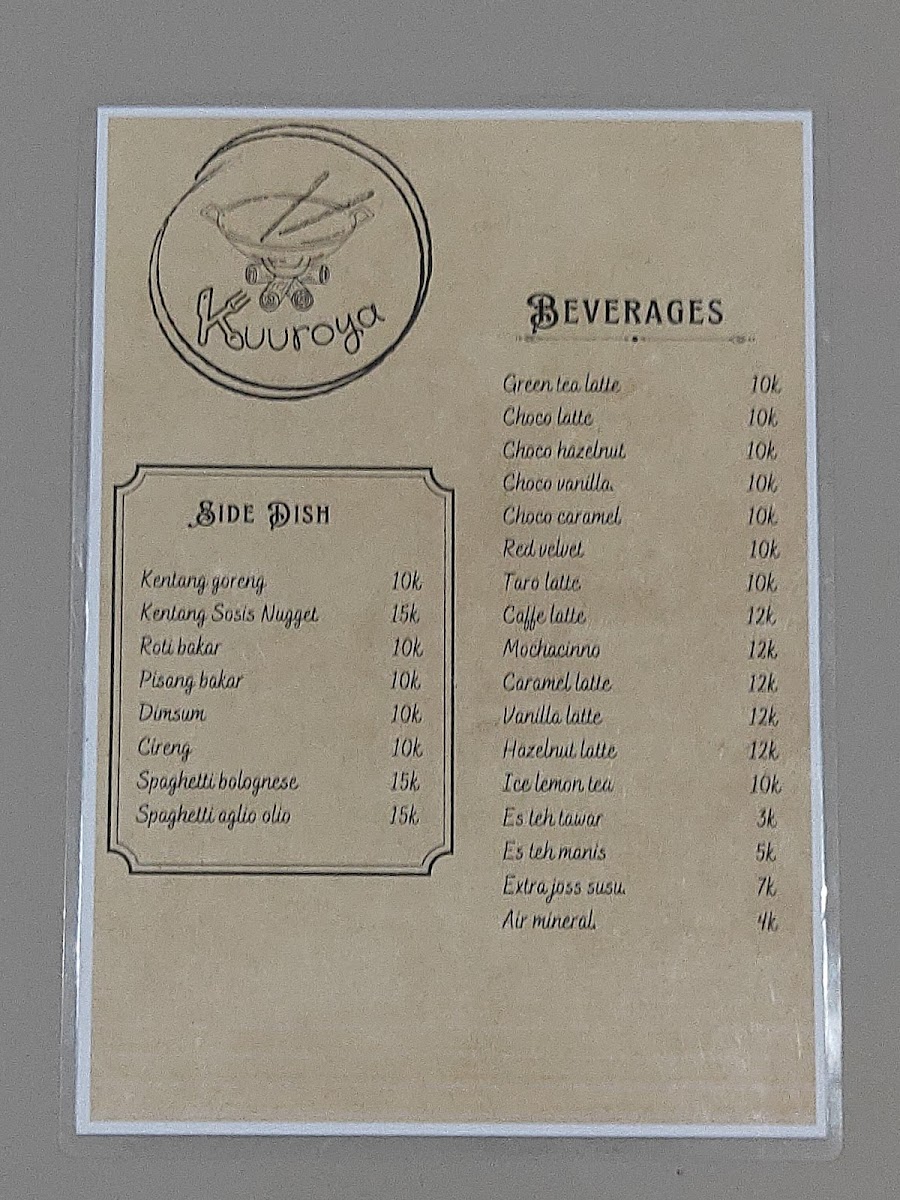 Kuuroya
SIDE DISH
Kentang goreng 10k
Kentang Sosis Nugget 15k
Roti bakar 10k
Pisang bakar 10k
Dimsum 10k
Cireng 10k
Spaghetti bolognese 15k
Spaghetti aglio olio 15k
BEVERAGES
Green tea latte 10k
Choco latte 10k
Choco hazelnut 10k
Choco vanilla 10k
Choco caramel 10k
Red velvet 10k
Taro latte 10k
Caffe latte 12k
Mochacinno 12k
Caramel latte 12k
Vanilla latte 12k
Hazelnut latte 12k
Ice lemon tea 10k
Es teh tawar 3k
Es teh manis 5k
Extra joss susu 7k
Air mineral 4k